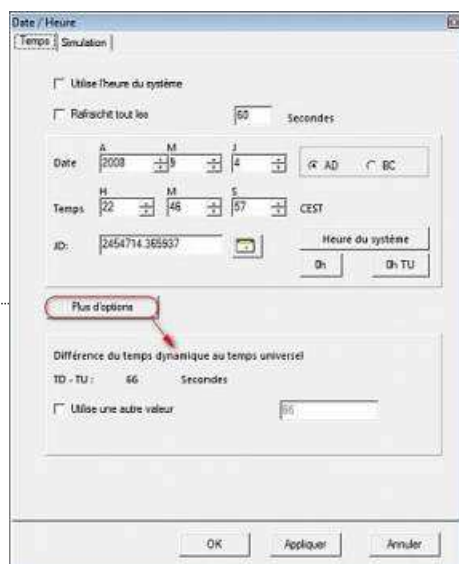 Date / Heure
Temps Simulation
Utilise l'heure du système
Rafraichit tout les 60 Secondes
A M J
Date 2008 9 4 AD BC
H M S
Temps 22 46 57 CEST
JD: 2454714.365937 Heure du système
0h 0h TU
Plus d'options
Différence du temps dynamique au temps universel
TD - TU : 66 Secondes
Utilise une autre valeur 66
OK Appliquer Annuler